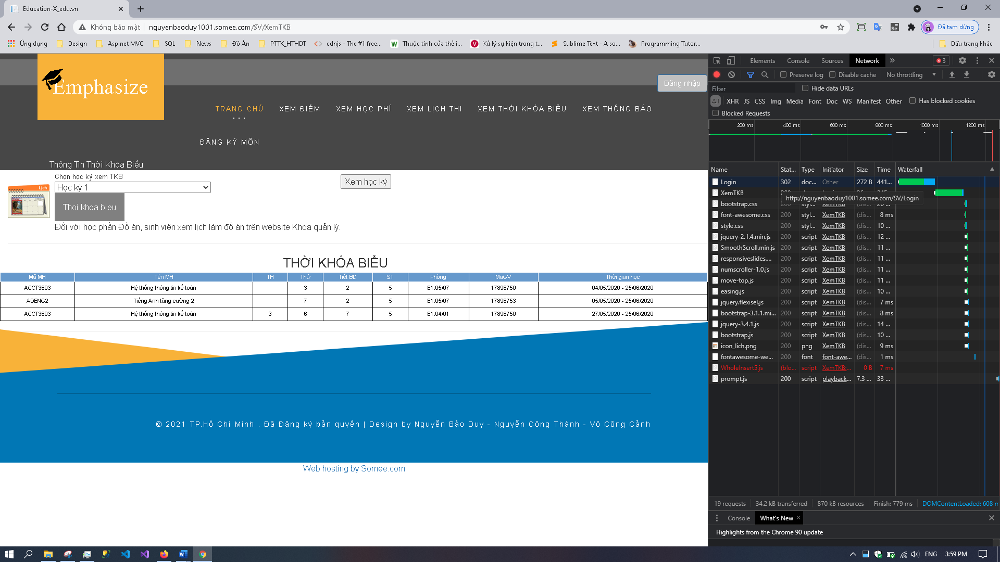 Education-X_edu.vn
Không bảo mật | nguyenbaoduy1001.somee.com/SV/XemTKB
Đã tạm dừng
Ứng dụng Design Asp.net MVC SQL News Đồ Án PTTK_HTHDT cdnjs - The #1 free... Thuộc tính của thẻ i... Xử lý sự kiện trong t... Sublime Text - A so... Programming Tutor... Dấu trang khác
Emphasize
Đăng nhập
TRANG CHỦ XEM ĐIỂM XEM HỌC PHÍ XEM LỊCH THI XEM THỜI KHÓA BIỂU XEM THÔNG BÁO
ĐĂNG KÝ MÔN
Thông Tin Thời Khóa Biểu
Chọn học kỳ xem TKB
Lịch
Học kỳ 1
Xem học kỳ
Thoi khoa bieu
Đối với học phần Đồ án, sinh viên xem lịch làm đồ án trên website Khoa quản lý.
THỜI KHÓA BIỂU
Mã MH Tên MH TH Thứ Tiết BD ST Phòng MaGV Thời gian học
ACCT3603 Hệ thống thông tin kế toán 3 2 5 E1.05/07 17896750 04/05/2020 - 25/06/2020
ADENG2 Tiếng Anh tăng cường 2 7 2 5 E1.05/07 17896753 05/05/2020 - 25/06/2020
ACCT3603 Hệ thống thông tin kế toán 3 6 7 5 E1.04/01 17896750 27/05/2020 - 25/06/2020
© 2021 TP.Hồ Chí Minh . Đã Đăng ký bản quyền | Design by Nguyễn Bảo Duy - Nguyễn Công Thành - Võ Công Cảnh
Web hosting by Somee.com
Elements Console Sources Network 3
Preserve log Disable cache No throttling
Filter Hide data URLs
All XHR JS CSS Img Media Font Doc WS Manifest Other Has blocked cookies
Blocked Requests
200 ms 400 ms 600 ms 800 ms 1000 ms 1200 ms
Name Stat... Type Initiator Size Time Waterfall
Login 302 doc... Other 272 B 441...
XemTKB
http://nguyenbaoduy1001.somee.com/SV/Login
bootstrap.css 200 styl... XemTKB
font-awesome.css 200 styl... XemTKB (dis... 8 ms
style.css 200 styl... XemTKB (dis... 10 ...
jquery-2.1.4.min.js 200 script XemTKB (dis... 12 ...
SmoothScroll.min.js 200 script XemTKB (dis... 11 ...
responsiveslides.... 200 script XemTKB (dis... 11 ...
numscroller-1.0.js 200 script XemTKB (dis... 11 ...
move-top.js 200 script XemTKB (dis... 11 ...
easing.js 200 script XemTKB (dis... 10 ...
jquery.flexisel.js 200 script XemTKB (dis... 7 ms
bootstrap-3.1.1.mi... 200 script XemTKB (dis... 8 ms
jquery-3.4.1.js 200 script XemTKB (dis... 14 ...
bootstrap.js 200 script XemTKB (dis... 10 ...
icon_lich.png 200 png XemTKB (dis... 9 ms
fontawesome-we... 200 font font-awe... (dis... 1 ms
WholeInsert5.js (blo... script XemTKB:... 0 B 7 ms
prompt.js 200 script playback... 7.3 ... 33 ...
19 requests 34.2 kB transferred 870 kB resources Finish: 779 ms DOMContentLoaded: 608 m
Console What's New
Highlights from the Chrome 90 update
ENG 3:59 PM